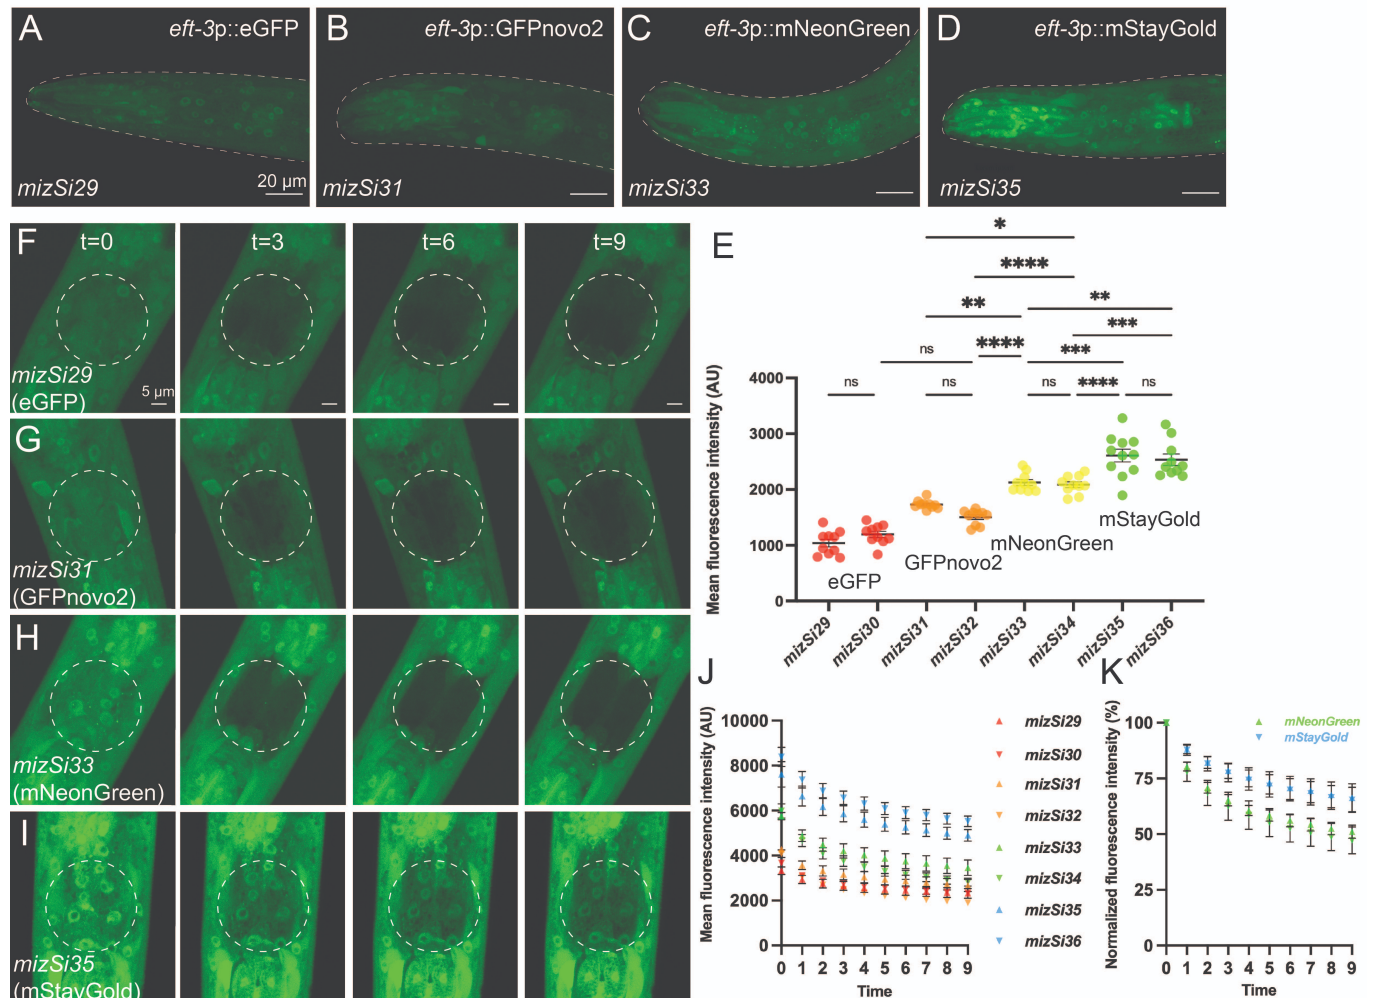 A
eft-3p::eGFP
mizSi29
20 μm
B
eft-3p::GFPnovo2
mizSi31
C
eft-3p::mNeonGreen
mizSi33
D
eft-3p::mStayGold
mizSi35
F
t=0
t=3
t=6
t=9
mizSi29
(eGFP)
5 μm
G
mizSi31
(GFPnovo2)
H
mizSi33
(mNeonGreen)
I
mizSi35
(mStayGold)
E
*
****
**
**
***
ns
****
***
ns
ns
ns
****
ns
Mean fluorescence intensity (AU)
4000
3000
2000
1000
0
eGFP
GFPnovo2
mNeonGreen
mStayGold
mizSi29
mizSi30
mizSi31
mizSi32
mizSi33
mizSi34
mizSi35
mizSi36
J
Mean fluorescence intensity (AU)
10000
8000
6000
4000
2000
0
0 1 2 3 4 5 6 7 8 9
Time
mizSi29
mizSi30
mizSi31
mizSi32
mizSi33
mizSi34
mizSi35
mizSi36
K
Normalized fluorescence intensity (%)
100
75
50
25
0
0 1 2 3 4 5 6 7 8 9
Time
mNeonGreen
mStayGold